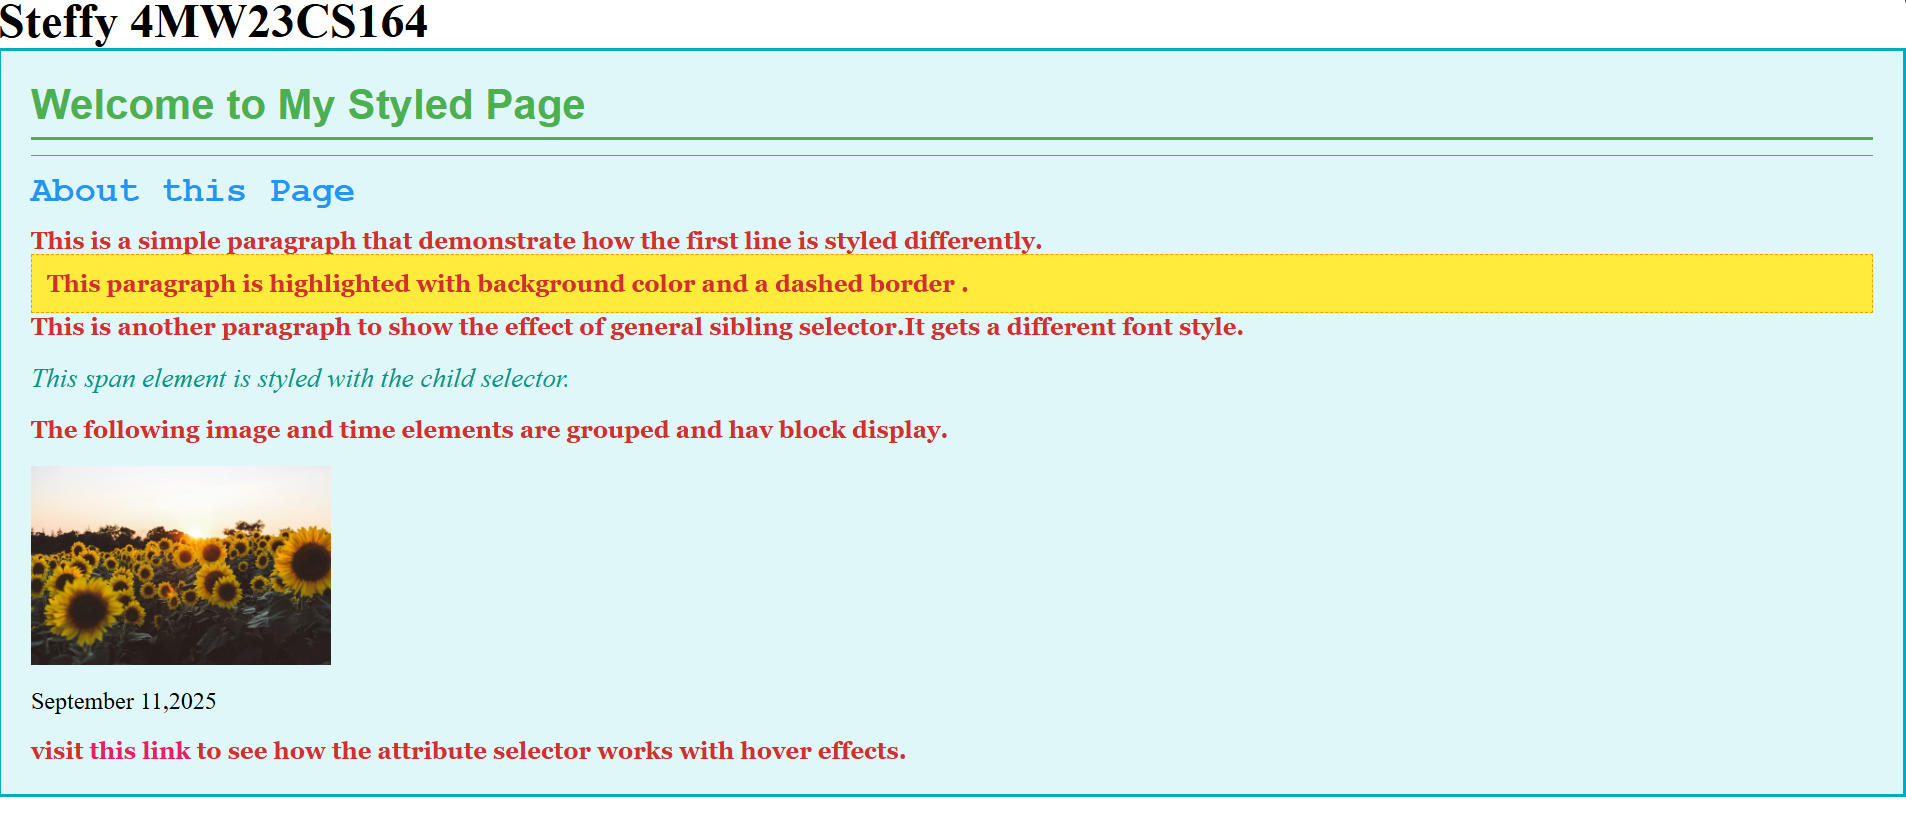 Steffy 4MW23CS164
Welcome to My Styled Page
About this Page
This is a simple paragraph that demonstrate how the first line is styled differently.
This paragraph is highlighted with background color and a dashed border .
This is another paragraph to show the effect of general sibling selector.It gets a different font style.
This span element is styled with the child selector.
The following image and time elements are grouped and hav block display.
September 11,2025
visit this link to see how the attribute selector works with hover effects.